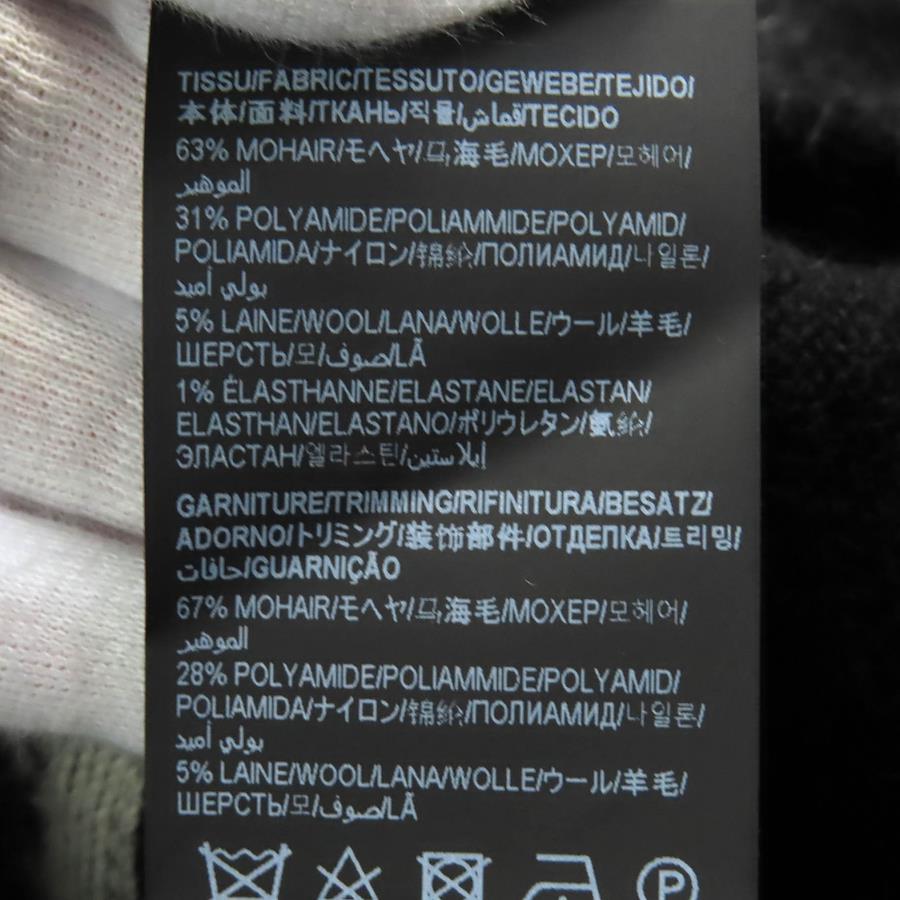 TISSU/FABRIC/TESSUTO/GEWEBE/TEJIDO/
本体/面料/ТКАНЬ/직물/قماش/TECIDO
63% MOHAIR/モヘヤ/马海毛/МОХЕР/모헤어/
الموهير
31% POLYAMIDE/POLIAMMIDE/POLYAMID/
POLIAMIDA/ナイロン/锦纶/ПОЛИАМИД/나일론/
بولي أميد
5% LAINE/WOOL/LANA/WOLLE/ウール/羊毛/
ШЕРСТЬ/모/صوف/LÃ
1% ÉLASTHANNE/ELASTANE/ELASTAN/
ELASTHAN/ELASTANO/ポリウレタン/氨纶/
ЭЛАСТАН/엘라스틴/إيلاستين
GARNITURE/TRIMMING/RIFINITURA/BESATZ/
ADORNO/トリミング/装饰部件/ОТДЕПКА/트리밍/
حافات/GUARNIÇÃO
67% MOHAIR/モヘヤ/马海毛/МОХЕР/모헤어/
الموهير
28% POLYAMIDE/POLIAMMIDE/POLYAMID/
POLIAMIDA/ナイロン/锦纶/ПОЛИАМИД/나일론/
بولي أميد
5% LAINE/WOOL/LANA/WOLLE/ウール/羊毛/
ШЕРСТЬ/모/صوف/LÃ
P